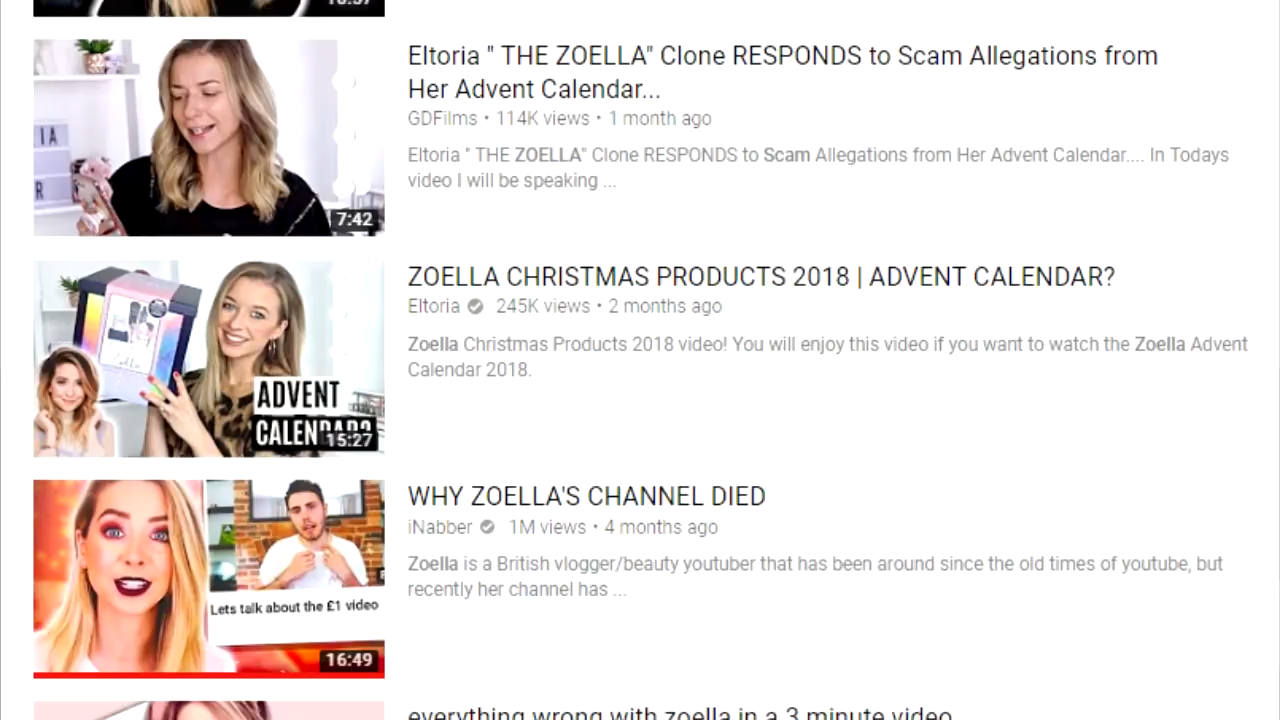 Eltoria " THE ZOELLA" Clone RESPONDS to Scam Allegations from
Her Advent Calendar...
GDFilms • 114K views • 1 month ago
Eltoria " THE ZOELLA" Clone RESPONDS to Scam Allegations from Her Advent Calendar.... In Todays
video I will be speaking ...
IA
R
7:42
ZOELLA CHRISTMAS PRODUCTS 2018 | ADVENT CALENDAR?
Eltoria 245K views • 2 months ago
Zoella Christmas Products 2018 video! You will enjoy this video if you want to watch the Zoella Advent
Calendar 2018.
ADVENT
CALENDAR?
15:27
WHY ZOELLA'S CHANNEL DIED
iNabber 1M views • 4 months ago
Zoella is a British vlogger/beauty youtuber that has been around since the old times of youtube, but
recently her channel has ...
Lets talk about the £1 video
16:49
everything wrong with zoella in a 3 minute video